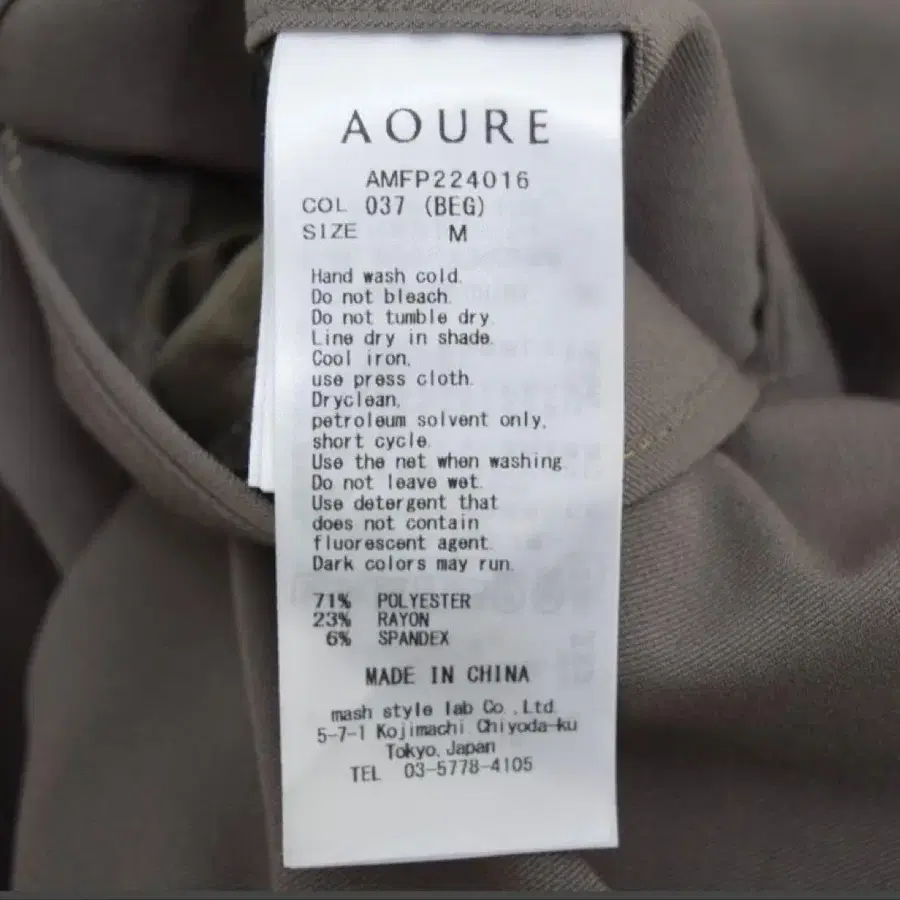 AOURE
AMFP224016
COL 037 (BEG)
SIZE M
Hand wash cold.
Do not bleach.
Do not tumble dry.
Line dry in shade.
Cool iron,
use press cloth.
Dryclean,
petroleum solvent only,
short cycle.
Use the net when washing
Do not leave wet.
Use detergent that
does not contain
fluorescent agent.
Dark colors may run.
71% POLYESTER
23% RAYON
6% SPANDEX
MADE IN CHINA
mash style lab Co.,Ltd.
5-7-1 Kojimachi Chiyoda-ku
Tokyo, Japan
TEL 03-5778-4105